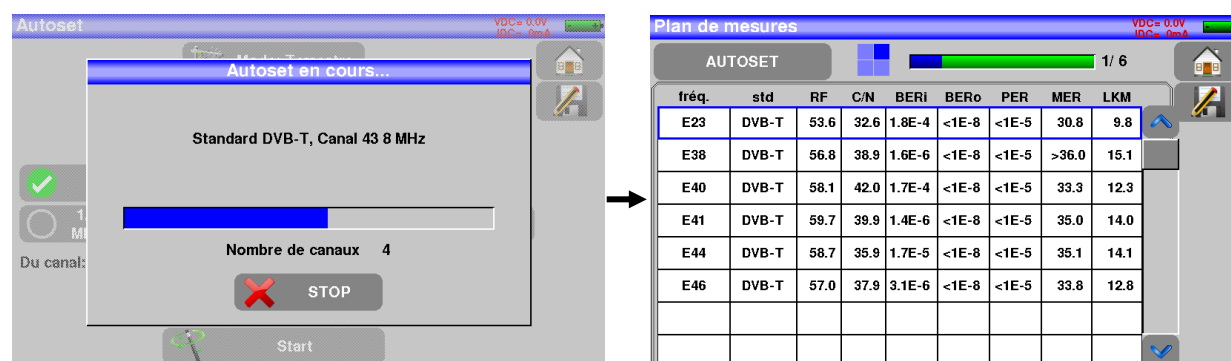 Autoset
VDC= 0.0V
IDC= 0mA
Autoset en cours...
Standard DVB-T, Canal 43 8 MHz
Nombre de canaux 4
STOP
Du canal:
Start
Plan de mesures
VDC= 0.0V
IDC= 0mA
AUTOSET
1/ 6
fréq. std RF C/N BERi BERo PER MER LKM
E23 DVB-T 53.6 32.6 1.8E-4 <1E-8 <1E-5 30.8 9.8
E38 DVB-T 56.8 38.9 1.6E-6 <1E-8 <1E-5 >36.0 15.1
E40 DVB-T 58.1 42.0 1.7E-4 <1E-8 <1E-5 33.3 12.3
E41 DVB-T 59.7 39.9 1.4E-6 <1E-8 <1E-5 35.0 14.0
E44 DVB-T 58.7 35.9 1.7E-5 <1E-8 <1E-5 35.1 14.1
E46 DVB-T 57.0 37.9 3.1E-6 <1E-8 <1E-5 33.8 12.8